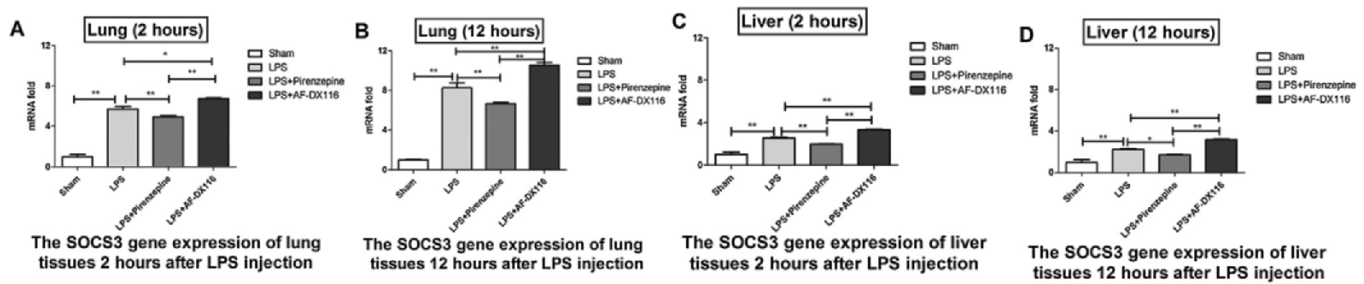 A
Lung (2 hours)
12
8
4
0
mRNA fold
Sham
LPS
LPS+Pirenzepine
LPS+AF-DX116
*
**
**
**
Sham
LPS
LPS+Pirenzepine
LPS+AF-DX116
The SOCS3 gene expression of lung
tissues 2 hours after LPS injection
B
Lung (12 hours)
12
8
4
0
mRNA fold
Sham
LPS
LPS+Pirenzepine
LPS+AF-DX116
**
**
**
**
Sham
LPS
LPS+Pirenzepine
LPS+AF-DX116
The SOCS3 gene expression of lung
tissues 12 hours after LPS injection
C
Liver (2 hours)
12
8
4
0
mRNA fold
Sham
LPS
LPS+Pirenzepine
LPS+AF-DX116
**
**
**
**
Sham
LPS
LPS+Pirenzepine
LPS+AF-DX116
The SOCS3 gene expression of liver
tissues 2 hours after LPS injection
D
Liver (12 hours)
12
8
4
0
mRNA fold
Sham
LPS
LPS+Pirenzepine
LPS+AF-DX116
**
**
*
**
Sham
LPS
LPS+Pirenzepine
LPS+AF-DX116
The SOCS3 gene expression of liver
tissues 12 hours after LPS injection